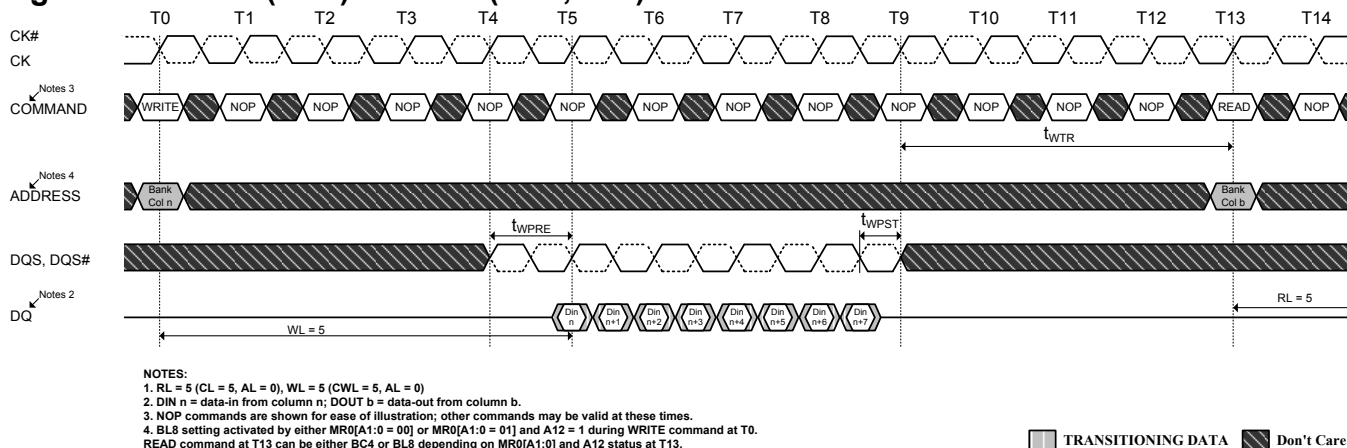 T0 T1 T2 T3 T4 T5 T6 T7 T8 T9 T10 T11 T12 T13 T14
CK#
CK
Notes 3
COMMAND
WRITE NOP NOP NOP NOP NOP NOP NOP NOP NOP NOP NOP NOP READ NOP
tWTR
Notes 4
ADDRESS
Bank Col n
Bank Col b
tWPRE
tWPST
DQS, DQS#
Notes 2
DQ
Din n
Din n+1
Din n+2
Din n+3
Din n+4
Din n+5
Din n+6
Din n+7
RL = 5
WL = 5
NOTES:
1. RL = 5 (CL = 5, AL = 0), WL = 5 (CWL = 5, AL = 0)
2. DIN n = data-in from column n; DOUT b = data-out from column b.
3. NOP commands are shown for ease of illustration; other commands may be valid at these times.
4. BL8 setting activated by either MR0[A1:0 = 00] or MR0[A1:0 = 01] and A12 = 1 during WRITE command at T0.
READ command at T13 can be either BC4 or BL8 depending on MR0[A1:0] and A12 status at T13.
TRANSITIONING DATA
Don't Care